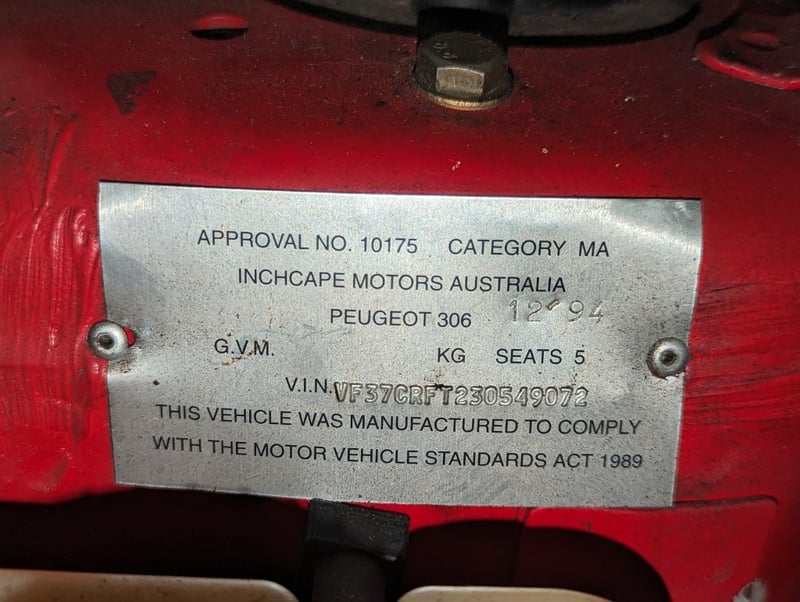 APPROVAL NO. 10175 CATEGORY MA
INCHCAPE MOTORS AUSTRALIA
PEUGEOT 306 12 94
G.V.M. KG SEATS 5
V.I.N. VF37CRFT230549072
THIS VEHICLE WAS MANUFACTURED TO COMPLY
WITH THE MOTOR VEHICLE STANDARDS ACT 1989